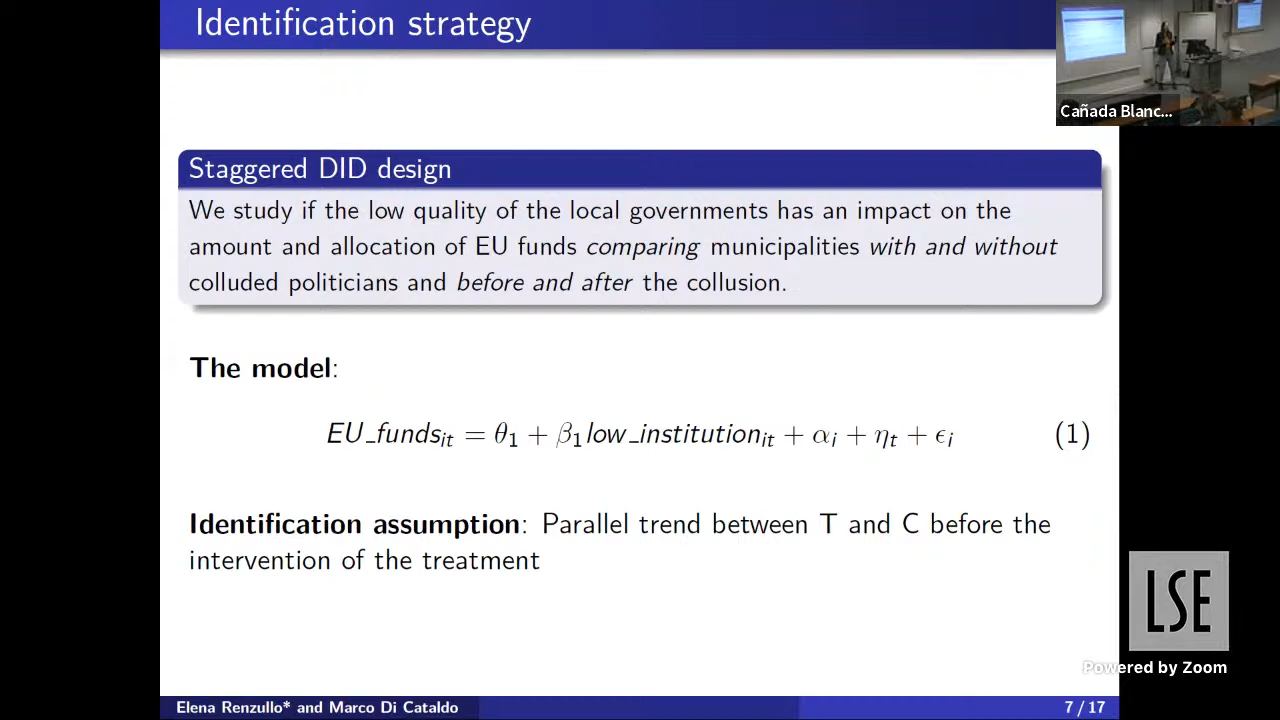 Identification strategy
Cañada Blanc...
Staggered DID design
We study if the low quality of the local governments has an impact on the
amount and allocation of EU funds comparing municipalities with and without
colluded politicians and before and after the collusion.
The model:
EU_funds_it = θ_1 + β_1 low_institution_it + α_i + η_t + ϵ_i (1)
Identification assumption: Parallel trend between T and C before the
intervention of the treatment
LSE
Powered by Zoom
Elena Renzullo* and Marco Di Cataldo
7 / 17